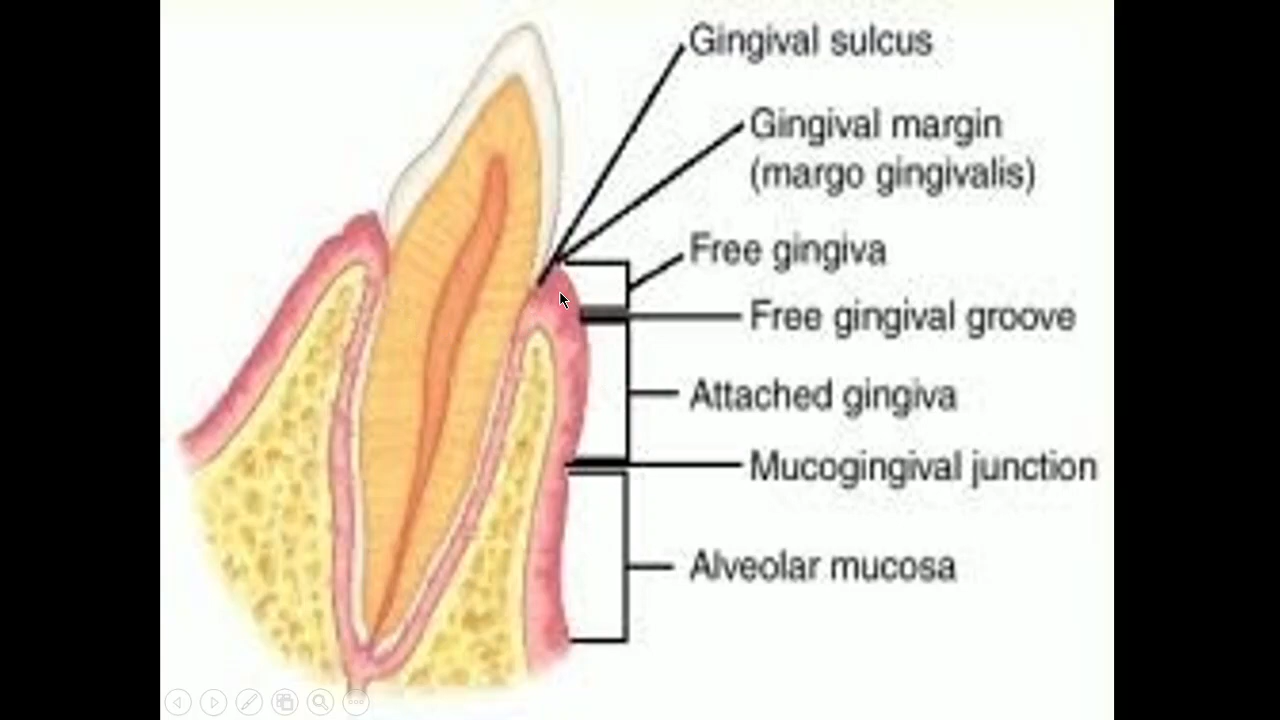 Gingival sulcus
Gingival margin
(margo gingivalis)
Free gingiva
Free gingival groove
Attached gingiva
Mucogingival junction
Alveolar mucosa